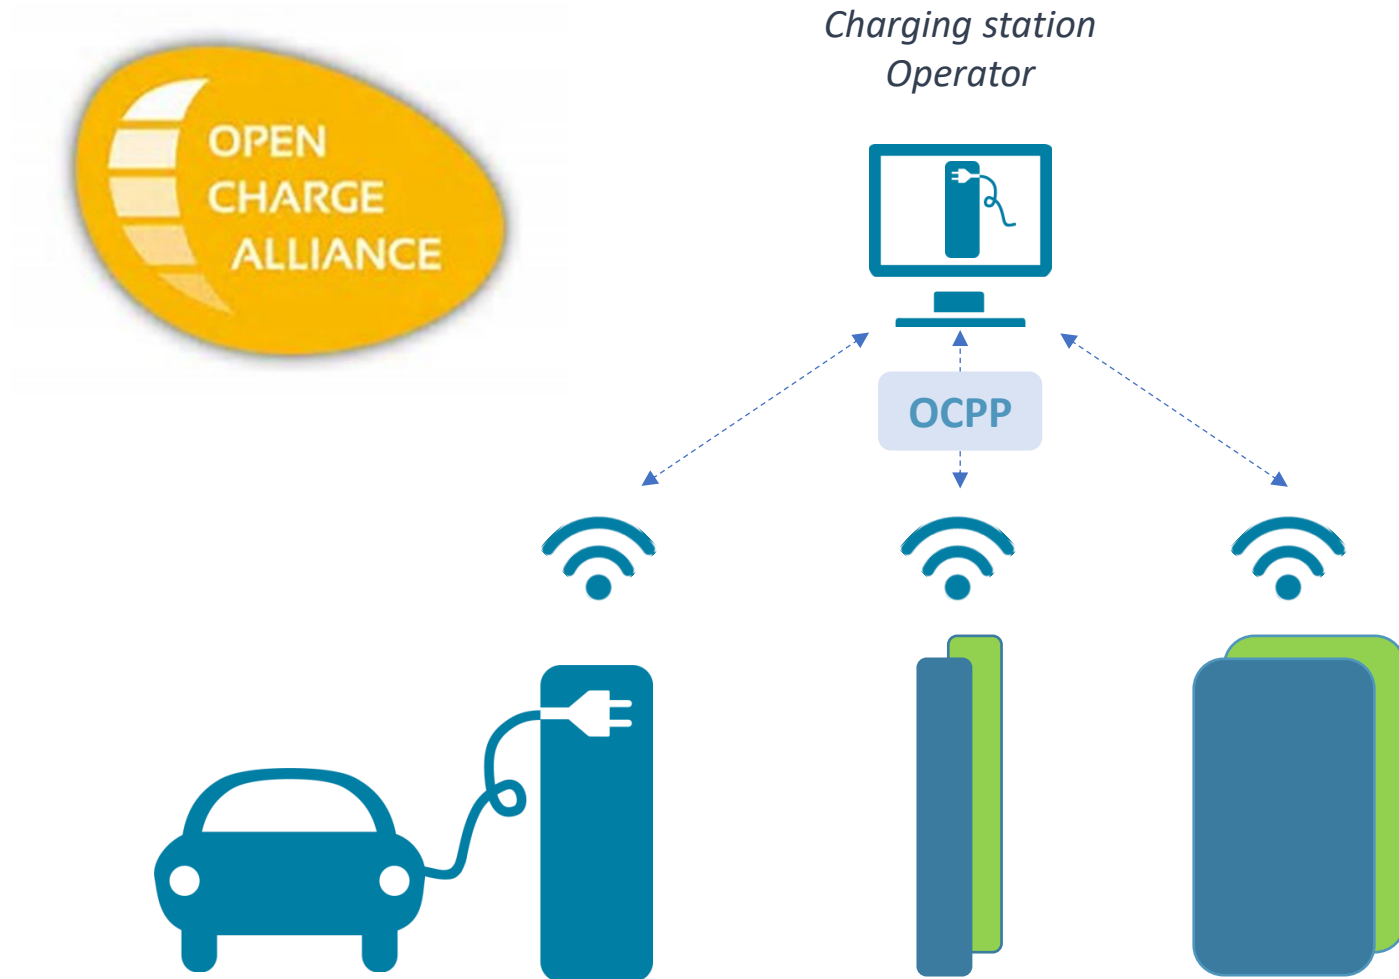 OPEN
CHARGE
ALLIANCE
Charging station
Operator
OCPP